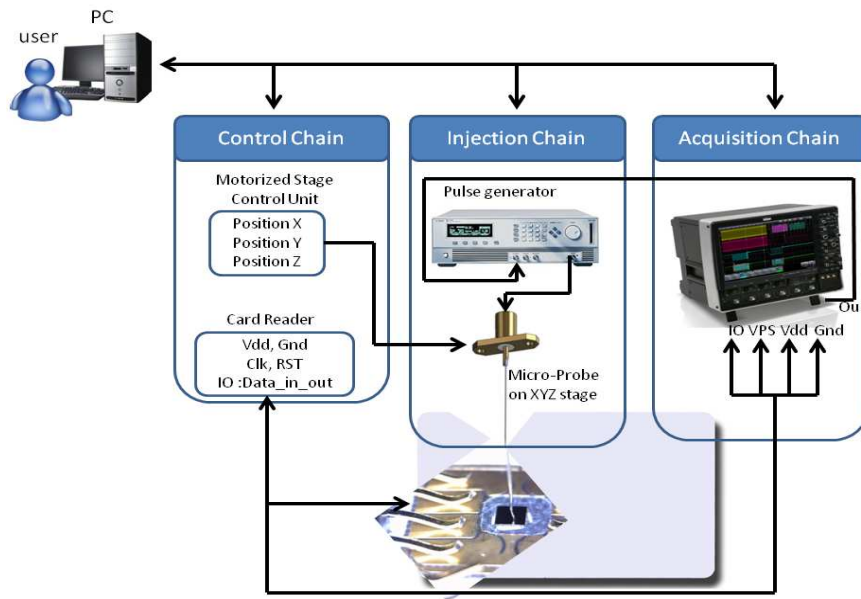 PC
user
Control Chain
Injection Chain
Acquisition Chain
Motorized Stage
Control Unit
Position X
Position Y
Position Z
Pulse generator
Card Reader
Vdd, Gnd
Clk, RST
IO :Data_in_out
Micro-Probe
on XYZ stage
Ou
IO VPS Vdd Gnd